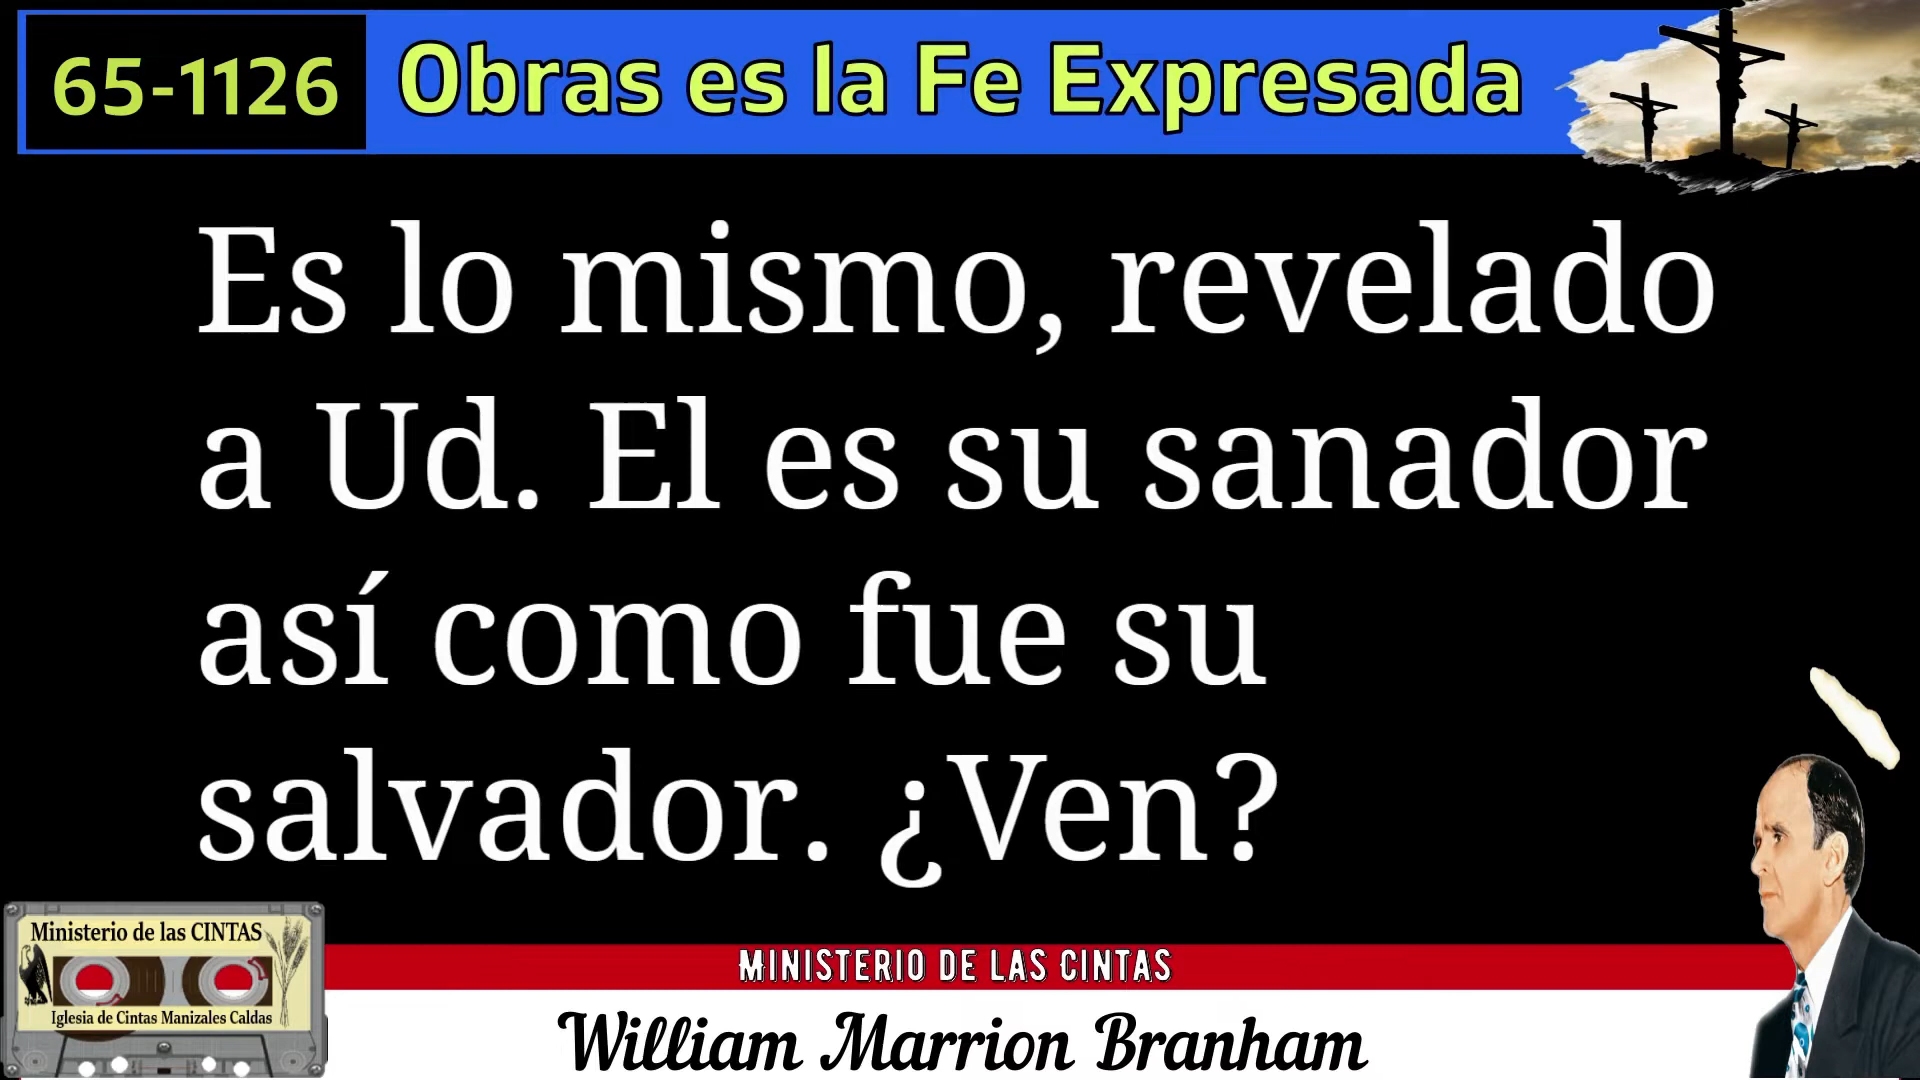 65-1126
Obras es la Fe Expresada
Es lo mismo, revelado
a Ud. El es su sanador
así como fue su
salvador. ¿Ven?
Ministerio de las CINTAS
Iglesia de Cintas Manizales Caldas
MINISTERIO DE LAS CINTAS
William Marrion Branham